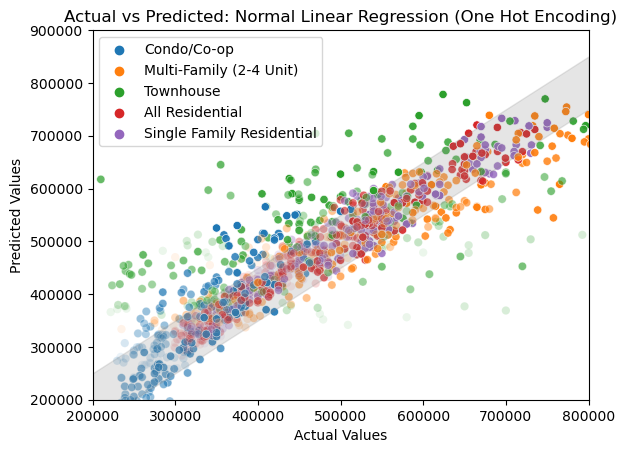 Actual vs Predicted: Normal Linear Regression (One Hot Encoding)
900000
800000
700000
600000
500000
400000
300000
200000
Predicted Values
Condo/Co-op
Multi-Family (2-4 Unit)
Townhouse
All Residential
Single Family Residential
200000 300000 400000 500000 600000 700000 800000
Actual Values